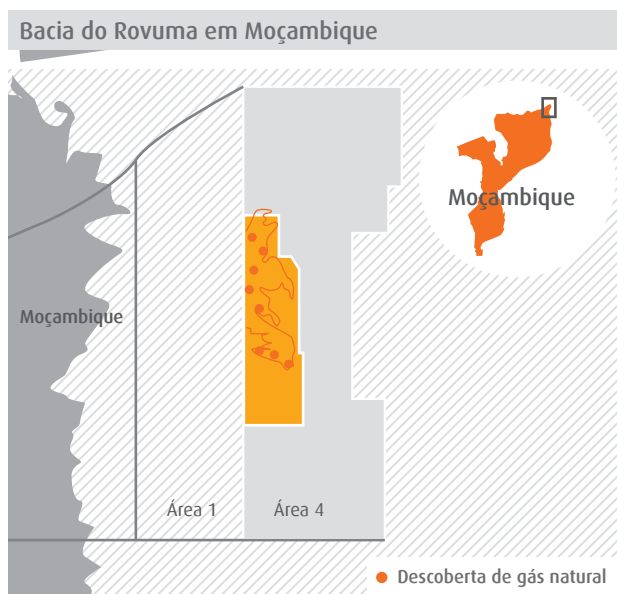 Bacia do Rovuma em Moçambique
Moçambique
Moçambique
Área 1
Área 4
Descoberta de gás natural